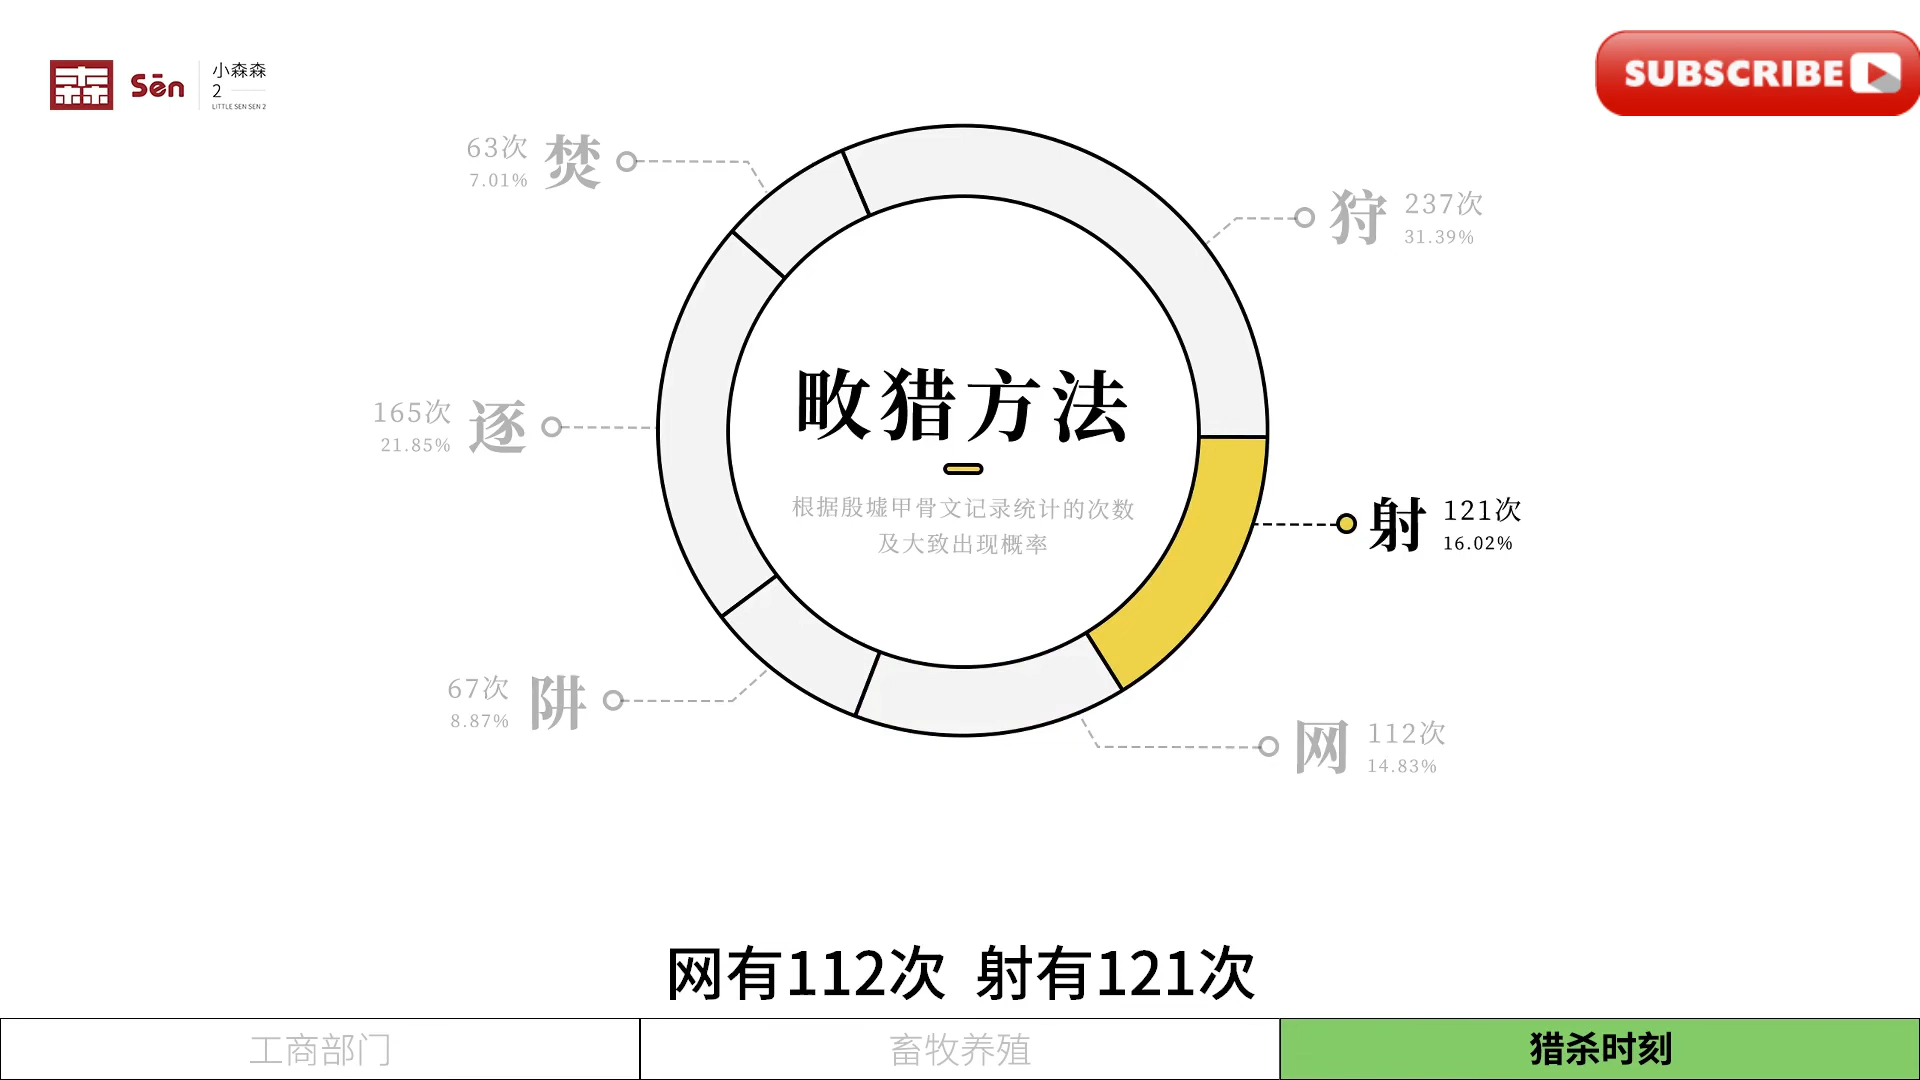 森 Sēn
小森森
2
LITTLE SEN SEN 2
SUBSCRIBE
63次
7.01%
焚
狩
237次
31.39%
165次
21.85%
逐
畋猎方法
根据殷墟甲骨文记录统计的次数
及大致出现概率
射
121次
16.02%
67次
8.87%
阱
网
112次
14.83%
网有112次 射有121次
工商部门
畜牧养殖
猎杀时刻